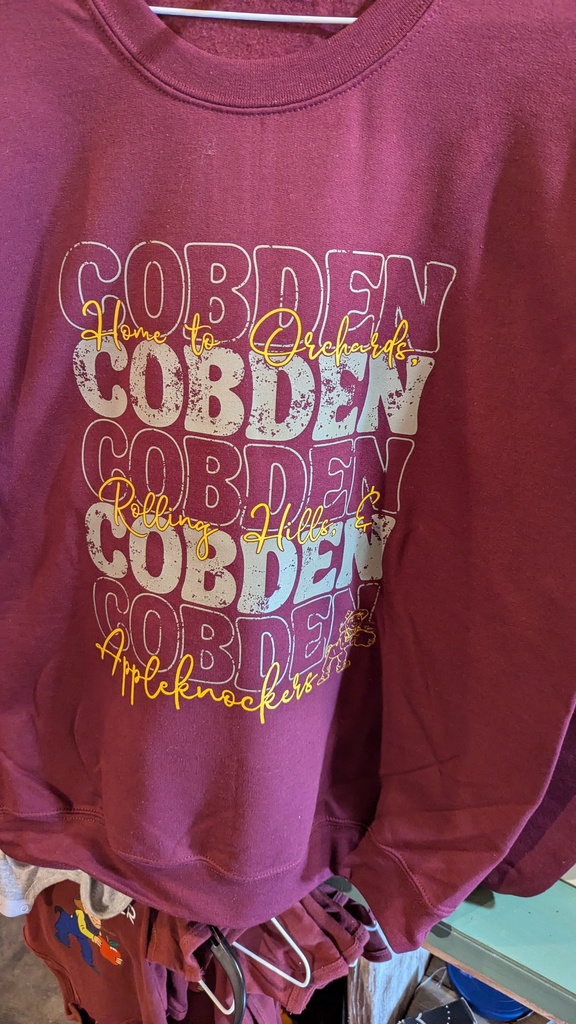 COBDEN
Home to Orchards,
COBDEN
COBDEN
Rolling Hills, &
COBDEN
COBDEN
Appleknockers